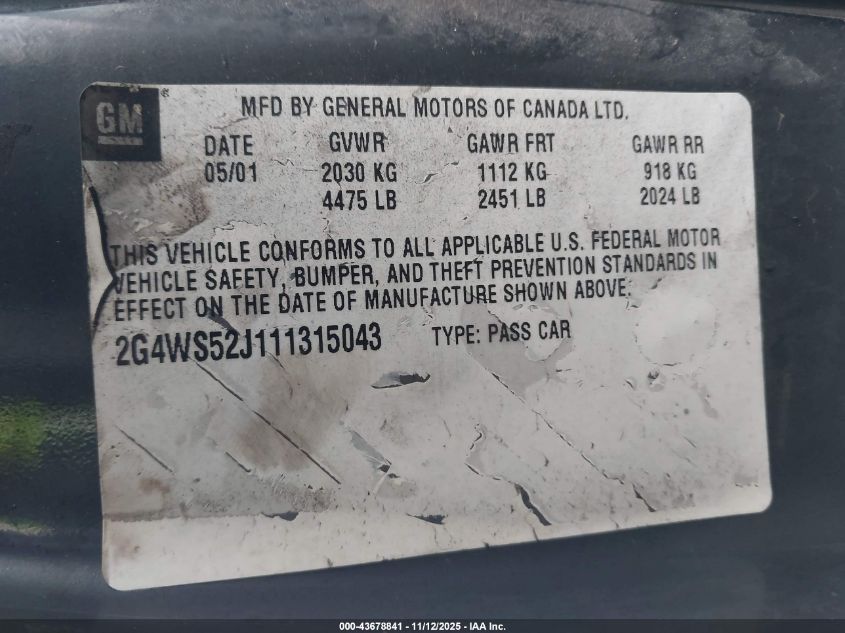 GM
MFD BY GENERAL MOTORS OF CANADA LTD.
DATE GVWR GAWR FRT GAWR RR
05/01 2030 KG 1112 KG 918 KG
4475 LB 2451 LB 2024 LB
THIS VEHICLE CONFORMS TO ALL APPLICABLE U.S. FEDERAL MOTOR
VEHICLE SAFETY, BUMPER, AND THEFT PREVENTION STANDARDS IN
EFFECT ON THE DATE OF MANUFACTURE SHOWN ABOVE.
2G4WS52J111315043 TYPE: PASS CAR
000-43678841 - 11/12/2025 - IAA Inc.